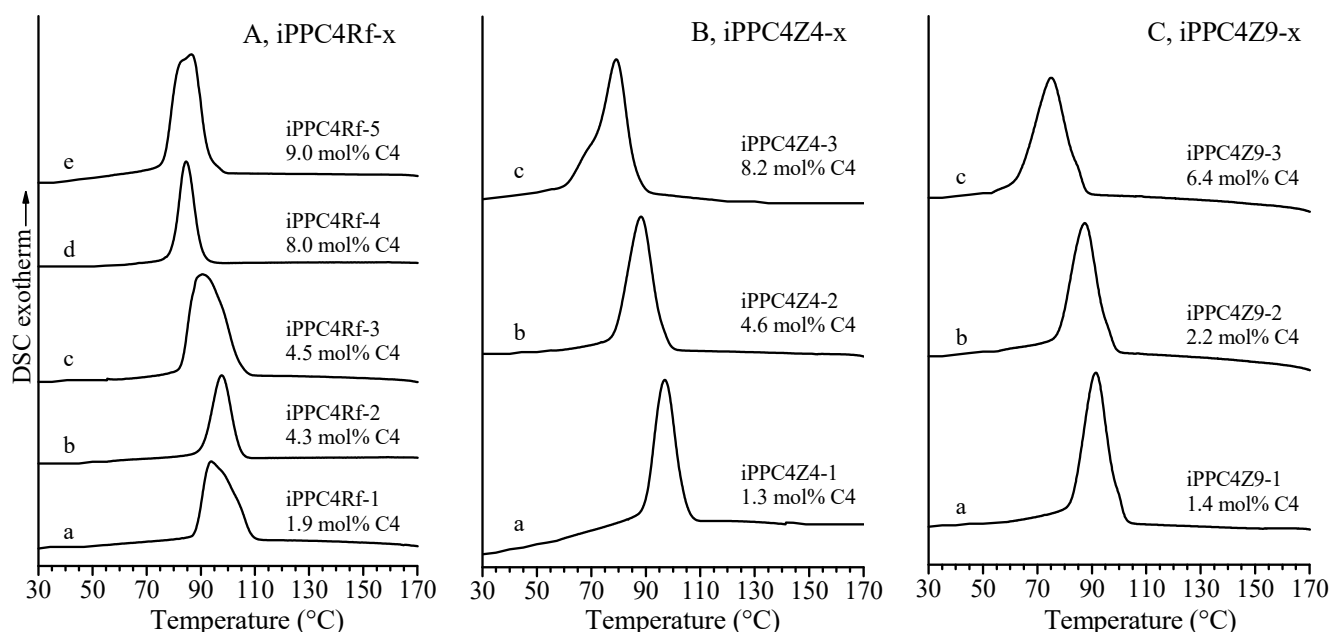 DSC exotherm
A, iPPC4Rf-x
e
iPPC4Rf-5
9.0 mol% C4
d
iPPC4Rf-4
8.0 mol% C4
c
iPPC4Rf-3
4.5 mol% C4
b
iPPC4Rf-2
4.3 mol% C4
a
iPPC4Rf-1
1.9 mol% C4
30 50 70 90 110 130 150 170
Temperature (°C)
B, iPPC4Z4-x
c
iPPC4Z4-3
8.2 mol% C4
b
iPPC4Z4-2
4.6 mol% C4
a
iPPC4Z4-1
1.3 mol% C4
30 50 70 90 110 130 150 170
Temperature (°C)
C, iPPC4Z9-x
c
iPPC4Z9-3
6.4 mol% C4
b
iPPC4Z9-2
2.2 mol% C4
a
iPPC4Z9-1
1.4 mol% C4
30 50 70 90 110 130 150 170
Temperature (°C)